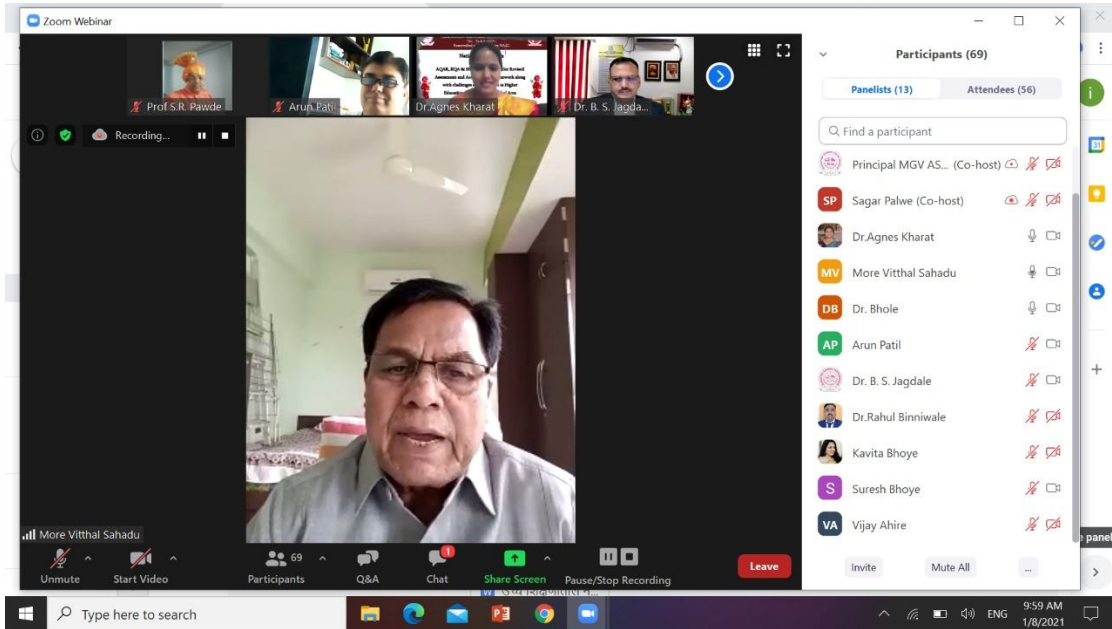 Zoom Webinar
Prof S.R. Pawde
Arun Patil
Dr.Agnes Kharat
Dr. B. S. Jagda...
Recording...
More Vitthal Sahadu
Unmute
Start Video
69
Participants
Q&A
1
Chat
Share Screen
Pause/Stop Recording
Leave
Participants (69)
Panelists (13)
Attendees (56)
Find a participant
Principal MGV AS... (Co-host)
SP Sagar Palwe (Co-host)
Dr.Agnes Kharat
MV More Vitthal Sahadu
DB Dr. Bhole
AP Arun Patil
Dr. B. S. Jagdale
Dr.Rahul Binniwale
Kavita Bhoye
S Suresh Bhoye
VA Vijay Ahire
Invite
Mute All
...
i
31
e panel
Type here to search
ENG
9:59 AM
1/8/2021